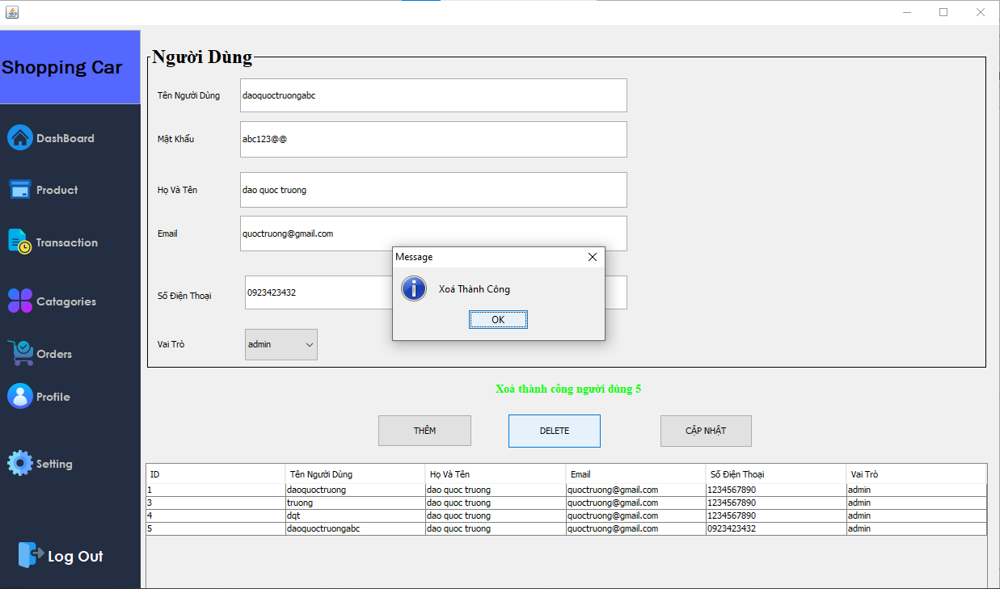 Shopping Car
DashBoard
Product
Transaction
Catagories
Orders
Profile
Setting
Log Out
Người Dùng
Tên Người Dùng daoquoctruongabc
Mật Khẩu abc123@@
Họ Và Tên dao quoc truong
Email quoctruong@gmail.com
Số Điện Thoại 0923423432
Vai Trò admin
Message
Xoá Thành Công
OK
Xoá thành công người dùng 5
THÊM DELETE CẬP NHẬT
ID Tên Người Dùng Họ Và Tên Email Số Điện Thoại Vai Trò
1 daoquoctruong dao quoc truong quoctruong@gmail.com 1234567890 admin
3 truong dao quoc truong quoctruong@gmail.com 1234567890 admin
4 dqt dao quoc truong quoctruong@gmail.com 1234567890 admin
5 daoquoctruongabc dao quoc truong quoctruong@gmail.com 0923423432 admin